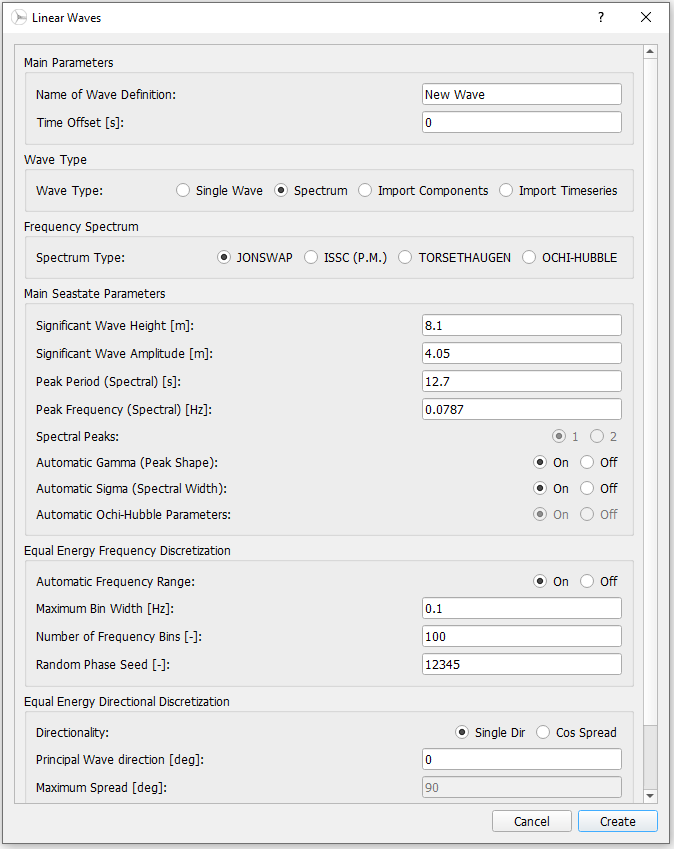 Linear Waves ?
Main Parameters
Name of Wave Definition: New Wave
Time Offset [s]: 0
Wave Type
Wave Type: Single Wave Spectrum Import Components Import Timeseries
Frequency Spectrum
Spectrum Type: JONSWAP ISSC (P.M.) TORSETHAUGEN OCHI-HUBBLE
Main Seastate Parameters
Significant Wave Height [m]: 8.1
Significant Wave Amplitude [m]: 4.05
Peak Period (Spectral) [s]: 12.7
Peak Frequency (Spectral) [Hz]: 0.0787
Spectral Peaks: 1 2
Automatic Gamma (Peak Shape): On Off
Automatic Sigma (Spectral Width): On Off
Automatic Ochi-Hubble Parameters: On Off
Equal Energy Frequency Discretization
Automatic Frequency Range: On Off
Maximum Bin Width [Hz]: 0.1
Number of Frequency Bins [-]: 100
Random Phase Seed [-]: 12345
Equal Energy Directional Discretization
Directionality: Single Dir Cos Spread
Principal Wave direction [deg]: 0
Maximum Spread [deg]: 90
Cancel Create